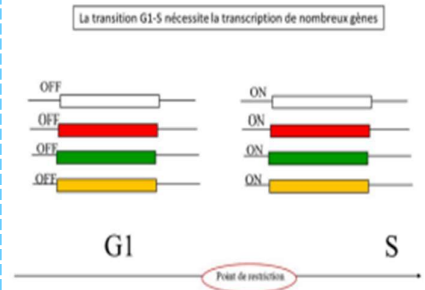 La transition G1-S nécessite la transcription de nombreux gènes
OFF ON
OFF ON
OFF ON
OFF ON
G1 S
Point de restriction